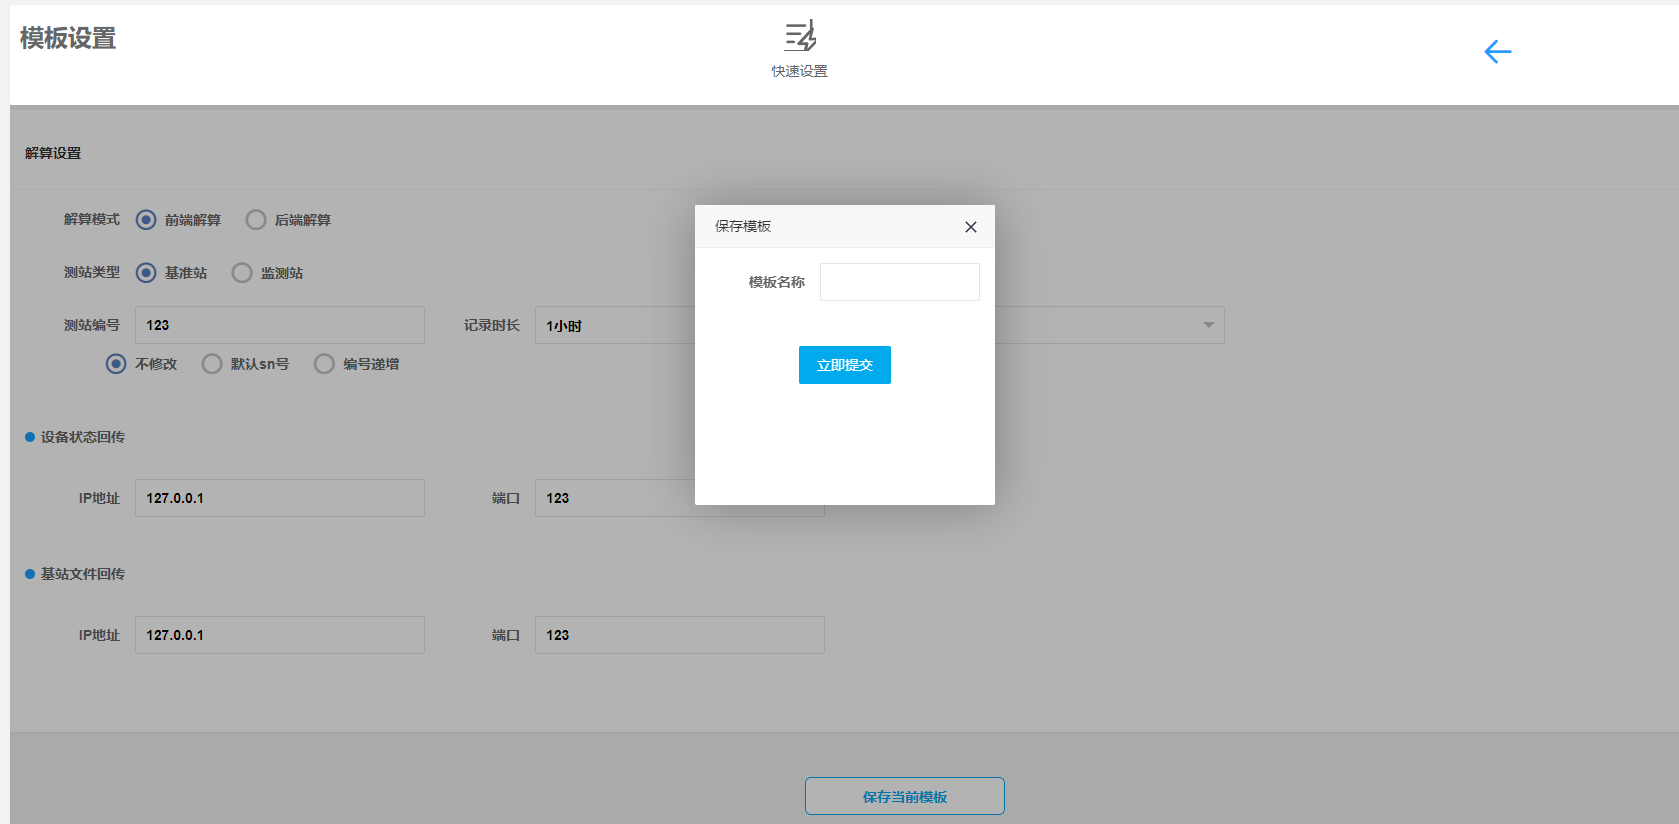 模板设置
快速设置
解算设置
解算模式 前端解算 后端解算
测站类型 基准站 监测站
测站编号 123 记录时长 1小时
不修改 默认sn号 编号递增
设备状态回传
IP地址 127.0.0.1 端口 123
基站文件回传
IP地址 127.0.0.1 端口 123
保存模板
模板名称
立即提交
保存当前模板